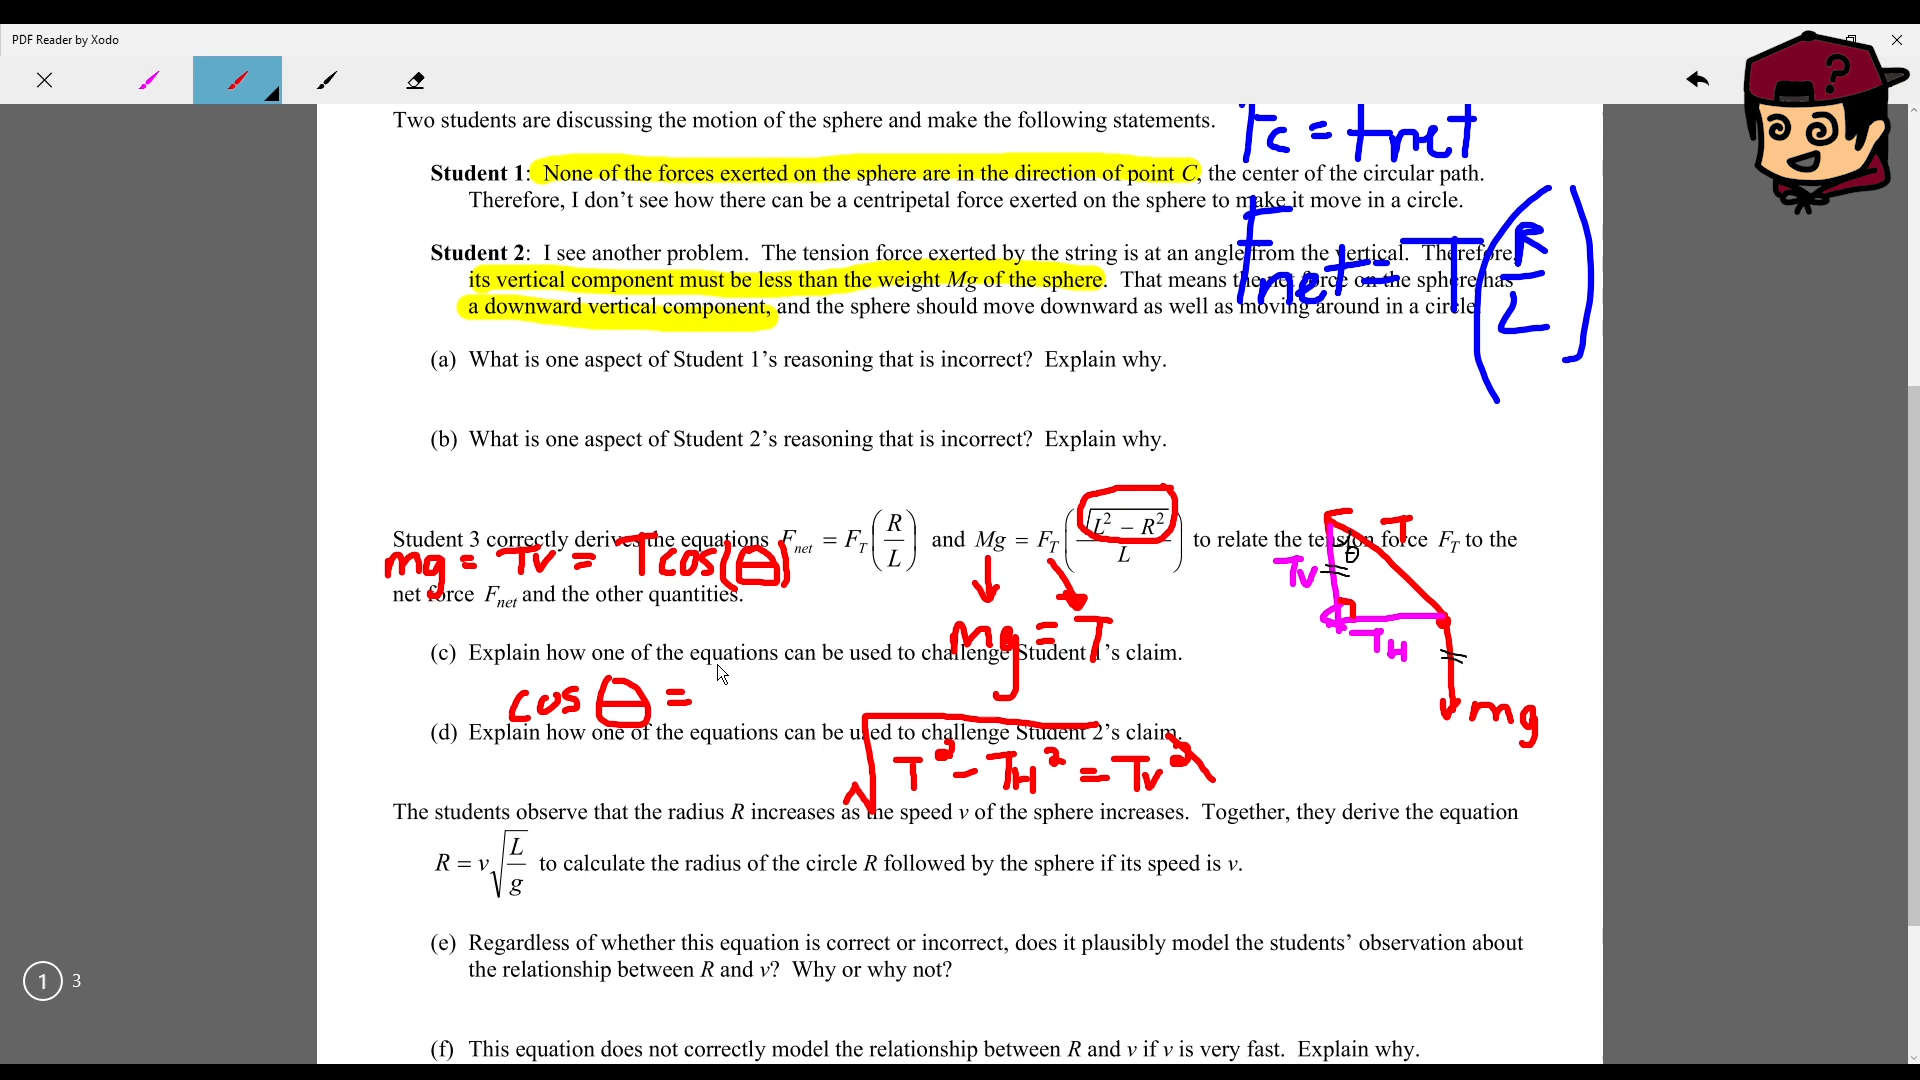 PDF Reader by Xodo
?
Two students are discussing the motion of the sphere and make the following statements.
Fc = Fnet
Student 1: None of the forces exerted on the sphere are in the direction of point C, the center of the circular path.
Therefore, I don’t see how there can be a centripetal force exerted on the sphere to make it move in a circle.
Student 2: I see another problem. The tension force exerted by the string is at an angle from the vertical. Therefore,
its vertical component must be less than the weight Mg of the sphere. That means the net force on the sphere has
a downward vertical component, and the sphere should move downward as well as moving around in a circle.
Fnet = T (R/L)
(a) What is one aspect of Student 1’s reasoning that is incorrect? Explain why.
(b) What is one aspect of Student 2’s reasoning that is incorrect? Explain why.
Student 3 correctly derives the equations F_net = F_T (R/L) and Mg = F_T (√(L² – R²)/L) to relate the tension force F_T to the
net force F_net and the other quantities.
mg = Tv = T cos(θ)
T
θ
Tv
TH
mg
mg = T
(c) Explain how one of the equations can be used to challenge Student 1’s claim.
cos θ =
(d) Explain how one of the equations can be used to challenge Student 2’s claim.
√ T² – TH² = Tv²
The students observe that the radius R increases as the speed v of the sphere increases. Together, they derive the equation
R = v√(L/g) to calculate the radius of the circle R followed by the sphere if its speed is v.
(e) Regardless of whether this equation is correct or incorrect, does it plausibly model the students’ observation about
the relationship between R and v? Why or why not?
1 3
(f) This equation does not correctly model the relationship between R and v if v is very fast. Explain why.